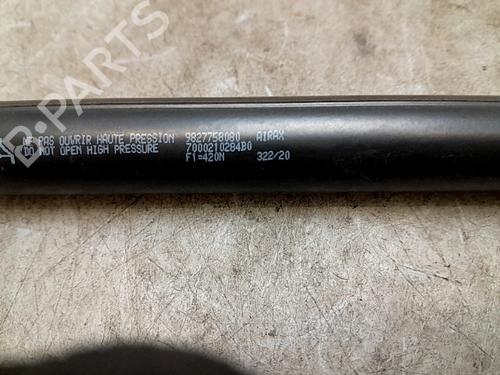 NE PAS OUVRIR HAUTE PRESSION 9827758080 AIRAX
DO NOT OPEN HIGH PRESSURE 7000210284B0
F1=420N 322/20
B-PARTS